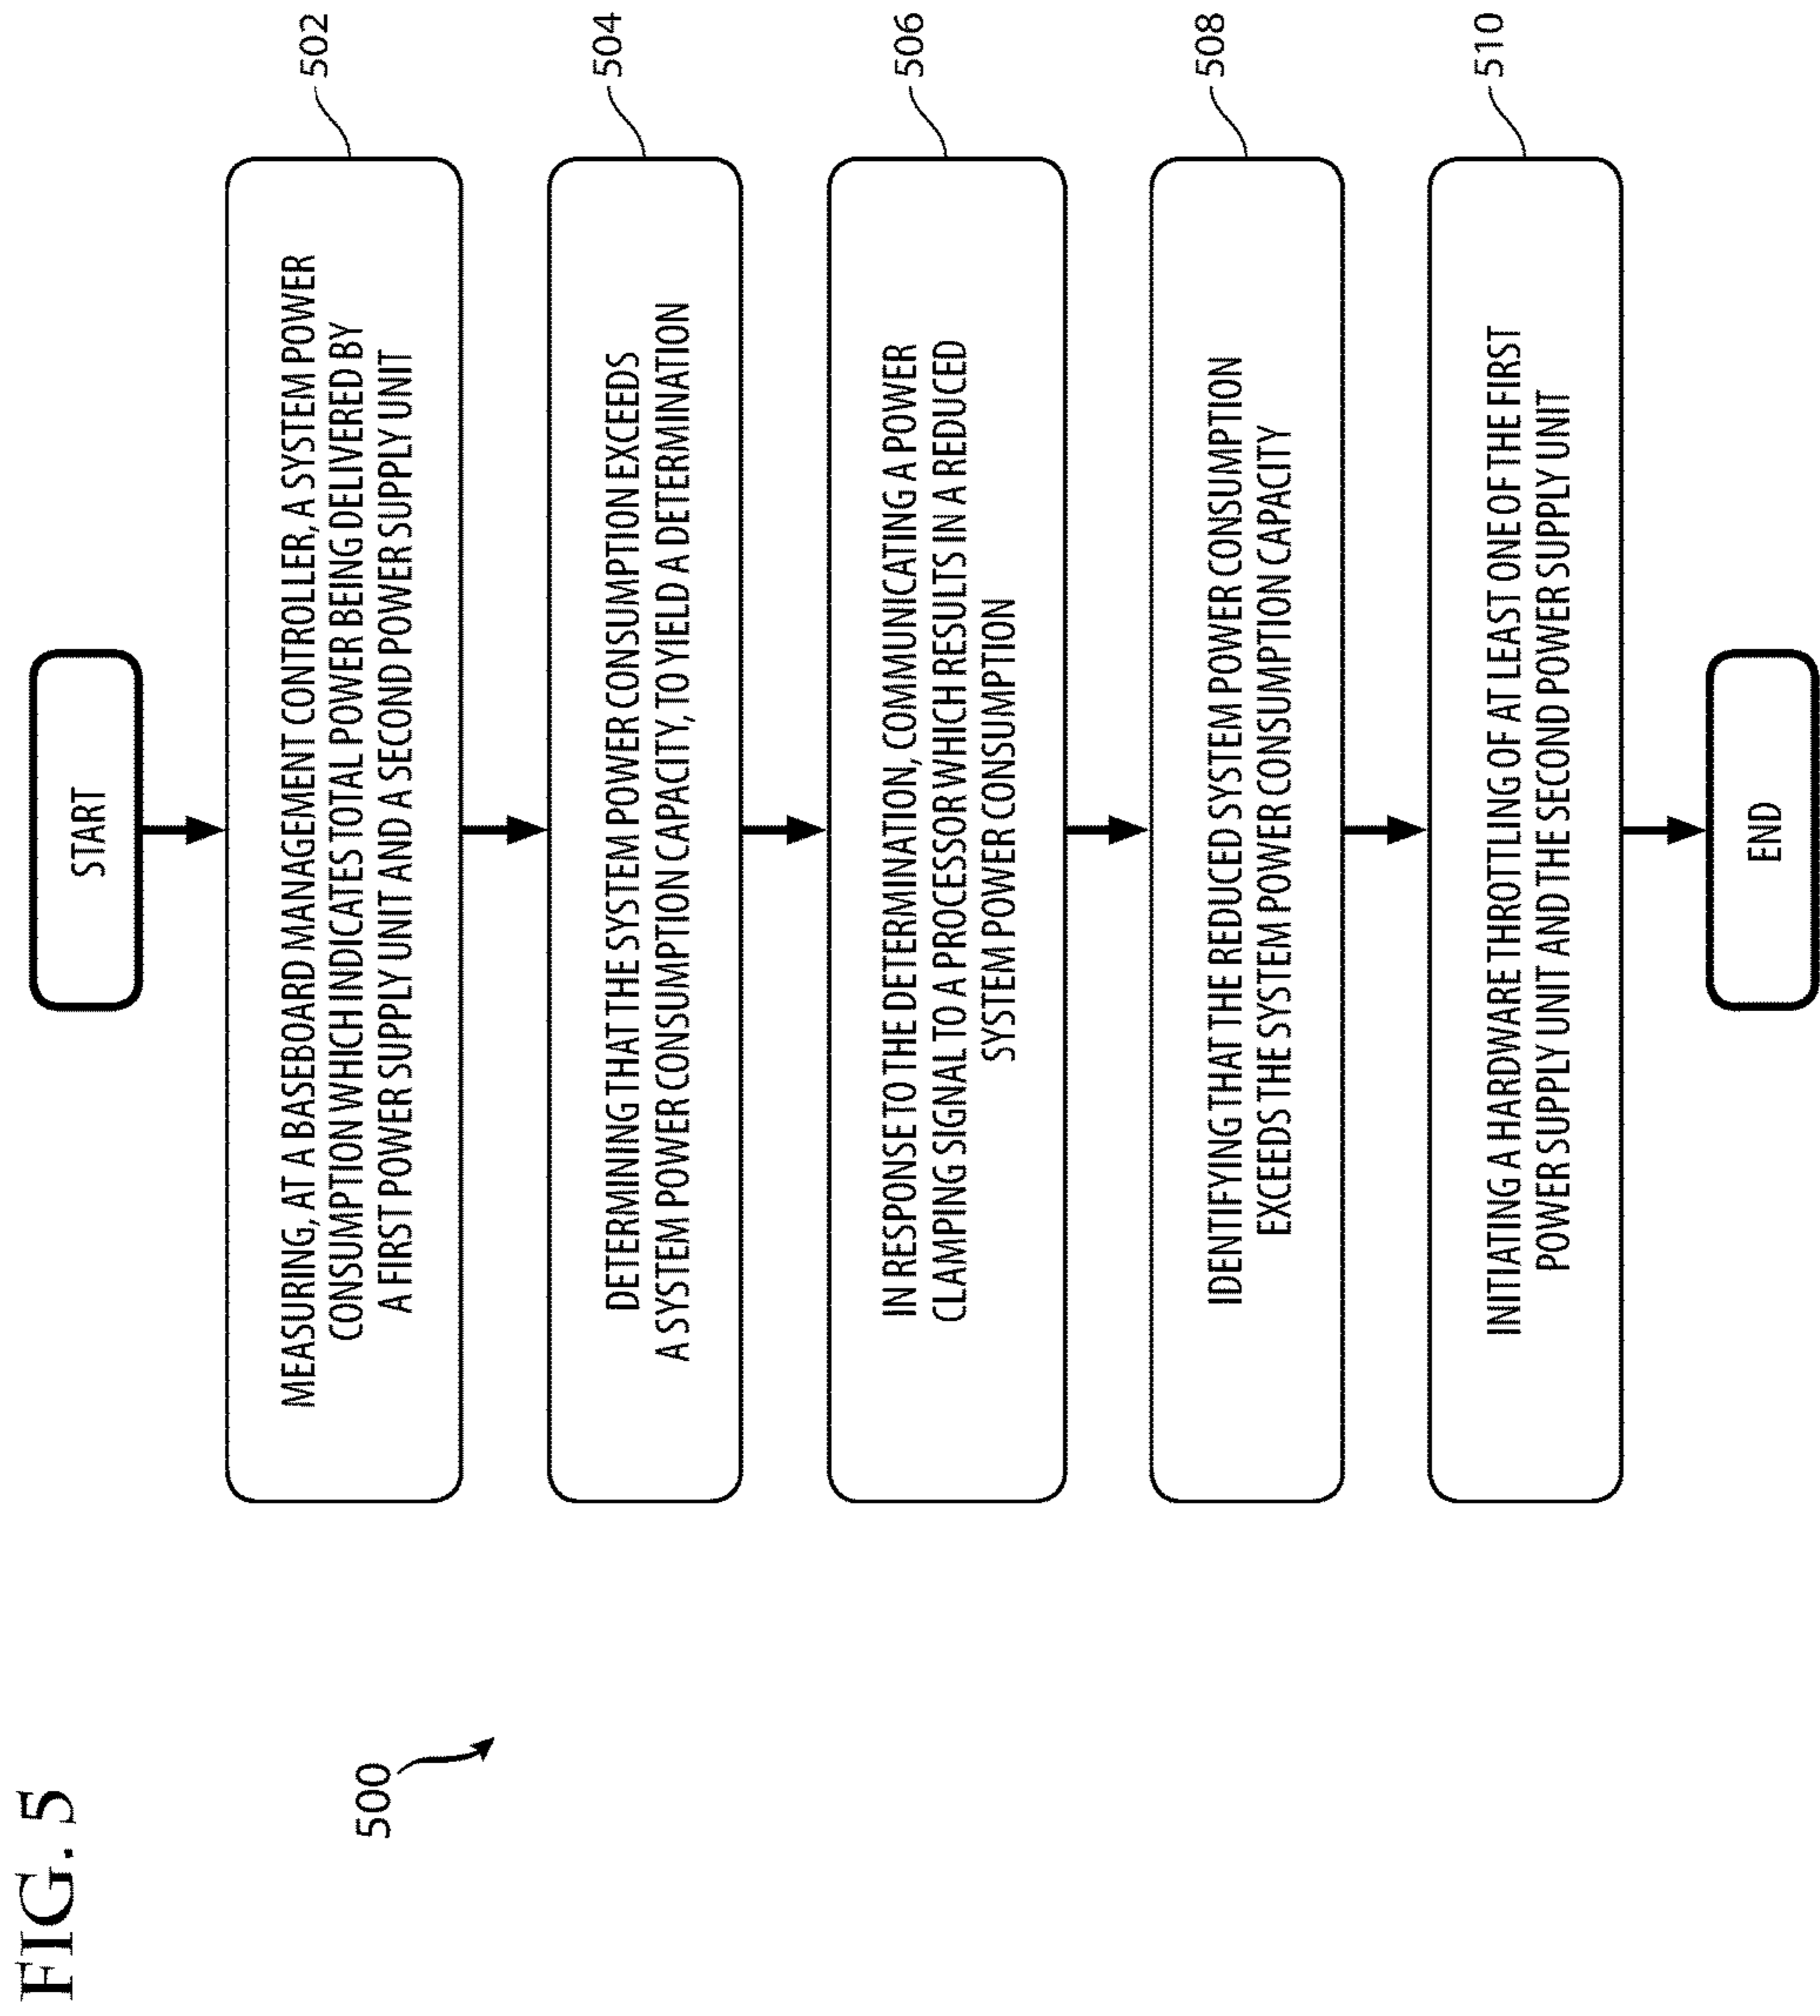 FIG. 5
500
START
MEASURING, AT A BASEBOARD MANAGEMENT CONTROLLER, A SYSTEM POWER
CONSUMPTION WHICH INDICATES TOTAL POWER BEING DELIVERED BY
A FIRST POWER SUPPLY UNIT AND A SECOND POWER SUPPLY UNIT
502
DETERMINING THAT THE SYSTEM POWER CONSUMPTION EXCEEDS
A SYSTEM POWER CONSUMPTION CAPACITY, TO YIELD A DETERMINATION
504
IN RESPONSE TO THE DETERMINATION, COMMUNICATING A POWER
CLAMPING SIGNAL TO A PROCESSOR WHICH RESULTS IN A REDUCED
SYSTEM POWER CONSUMPTION
506
IDENTIFYING THAT THE REDUCED SYSTEM POWER CONSUMPTION
EXCEEDS THE SYSTEM POWER CONSUMPTION CAPACITY
508
INITIATING A HARDWARE THROTTLING OF AT LEAST ONE OF THE FIRST
POWER SUPPLY UNIT AND THE SECOND POWER SUPPLY UNIT
510
END